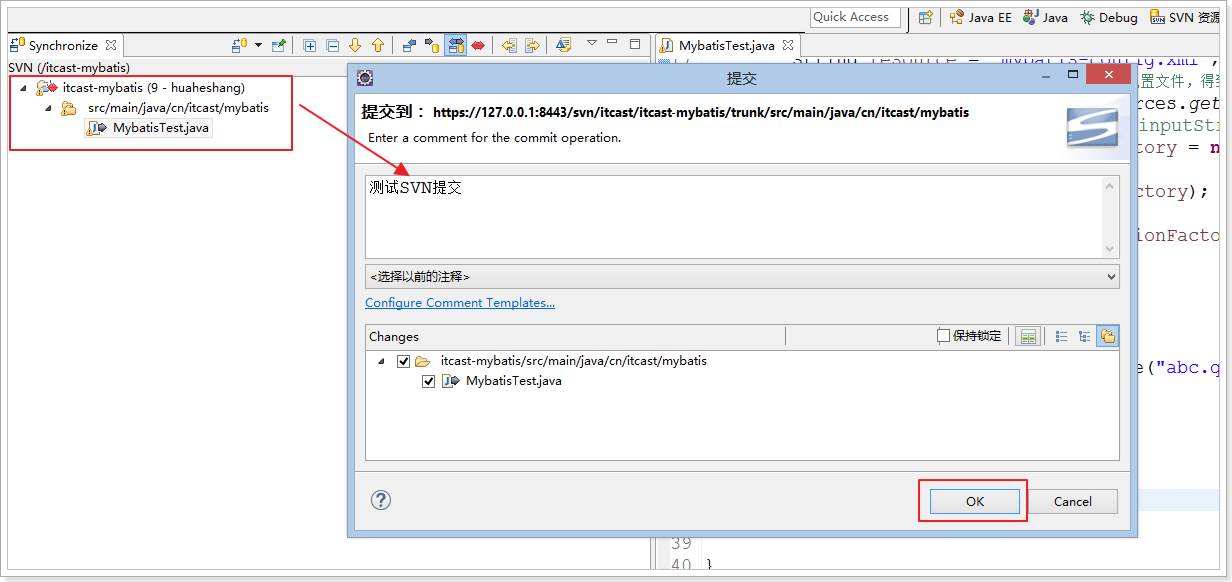 Quick Access
Java EE
Java
Debug
SVN 资源
Synchronize
SVN (/itcast-mybatis)
itcast-mybatis (9 - huaheshang)
src/main/java/cn/itcast/mybatis
MybatisTest.java
MybatisTest.java
提交
提交到： https://127.0.0.1:8443/svn/itcast/itcast-mybatis/trunk/src/main/java/cn/itcast/mybatis
Enter a comment for the commit operation.
测试SVN提交
<选择以前的注释>
Configure Comment Templates...
Changes
保持锁定
itcast-mybatis/src/main/java/cn/itcast/mybatis
MybatisTest.java
OK
Cancel
置文件，得到
rces.get
inputSt
tory = n
ctory);
ionFacto
e("abc.q
39
40 }